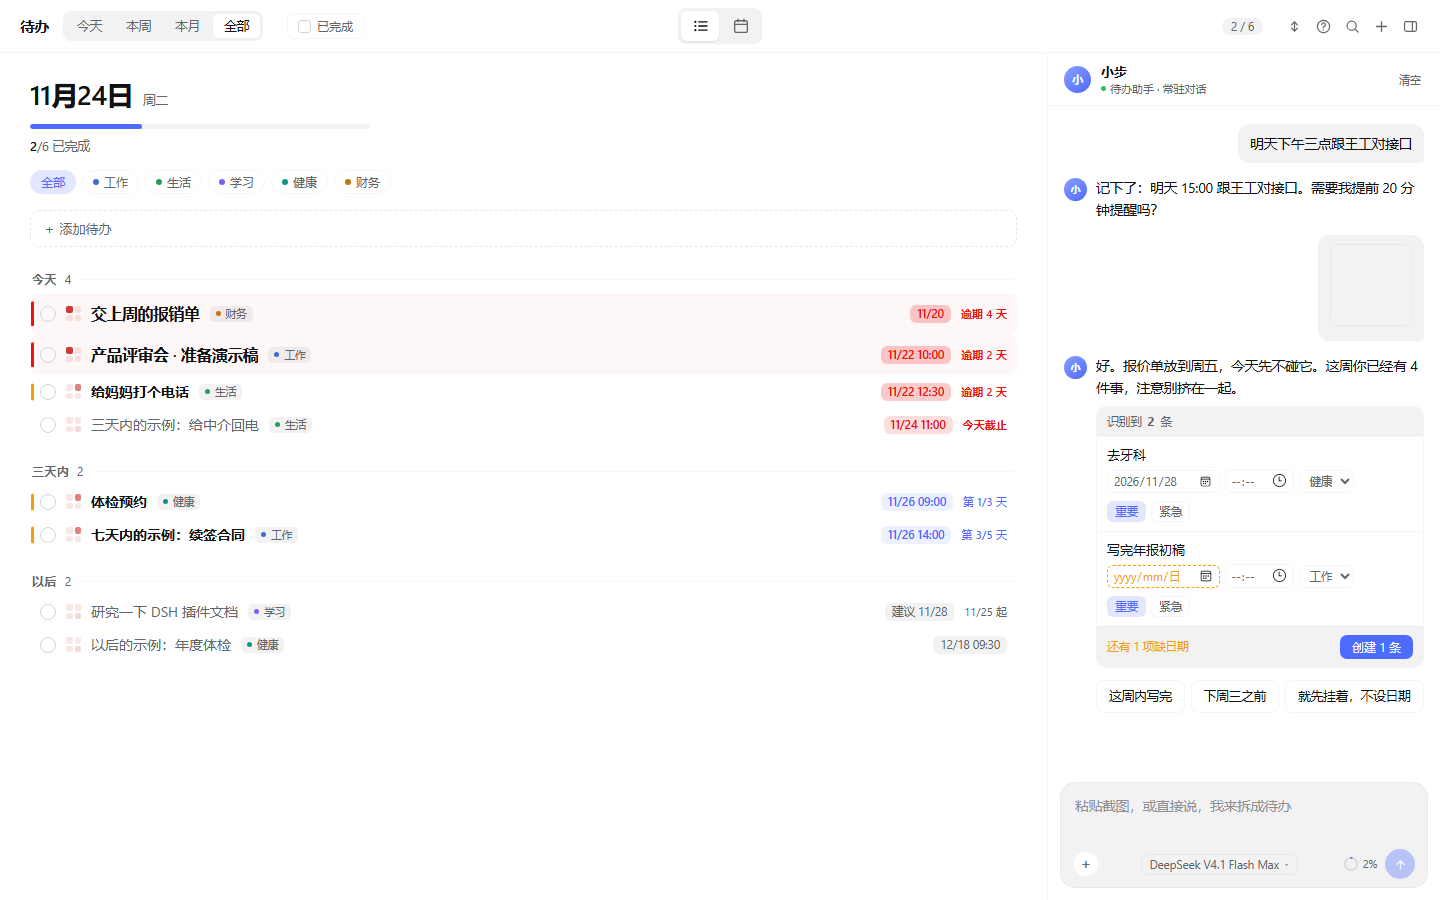 待办 今天 本周 本月 全部 已完成 2 / 6
11月24日 周二
2/6 已完成
全部 工作 生活 学习 健康 财务
+ 添加待办
今天 4
交上周的报销单 财务 11/20 逾期 4 天
产品评审会 · 准备演示稿 工作 11/22 10:00 逾期 2 天
给妈妈打个电话 生活 11/22 12:30 逾期 2 天
三天内的示例：给中介回电 生活 11/24 11:00 今天截止
三天内 2
体检预约 健康 11/26 09:00 第 1/3 天
七天内的示例：续签合同 工作 11/26 14:00 第 3/5 天
以后 2
研究一下 DSH 插件文档 学习 建议 11/28 11/25 起
以后的示例：年度体检 健康 12/18 09:30
小 小步 清空
待办助手 · 常驻对话
明天下午三点跟王工对接口
小 记下了：明天 15:00 跟王工对接口。需要我提前 20 分
钟提醒吗？
小 好。报价单放到周五，今天先不碰它。这周你已经有 4
件事，注意别挤在一起。
识别到 2 条
去牙科
2026/11/28 --:-- 健康
重要 紧急
写完年报初稿
yyyy/mm/日 --:-- 工作
重要 紧急
还有 1 项缺日期 创建 1 条
这周内写完 下周三之前 就先挂着，不设日期
粘贴截图，或直接说，我来拆成待办
+ DeepSeek V4.1 Flash Max 2%